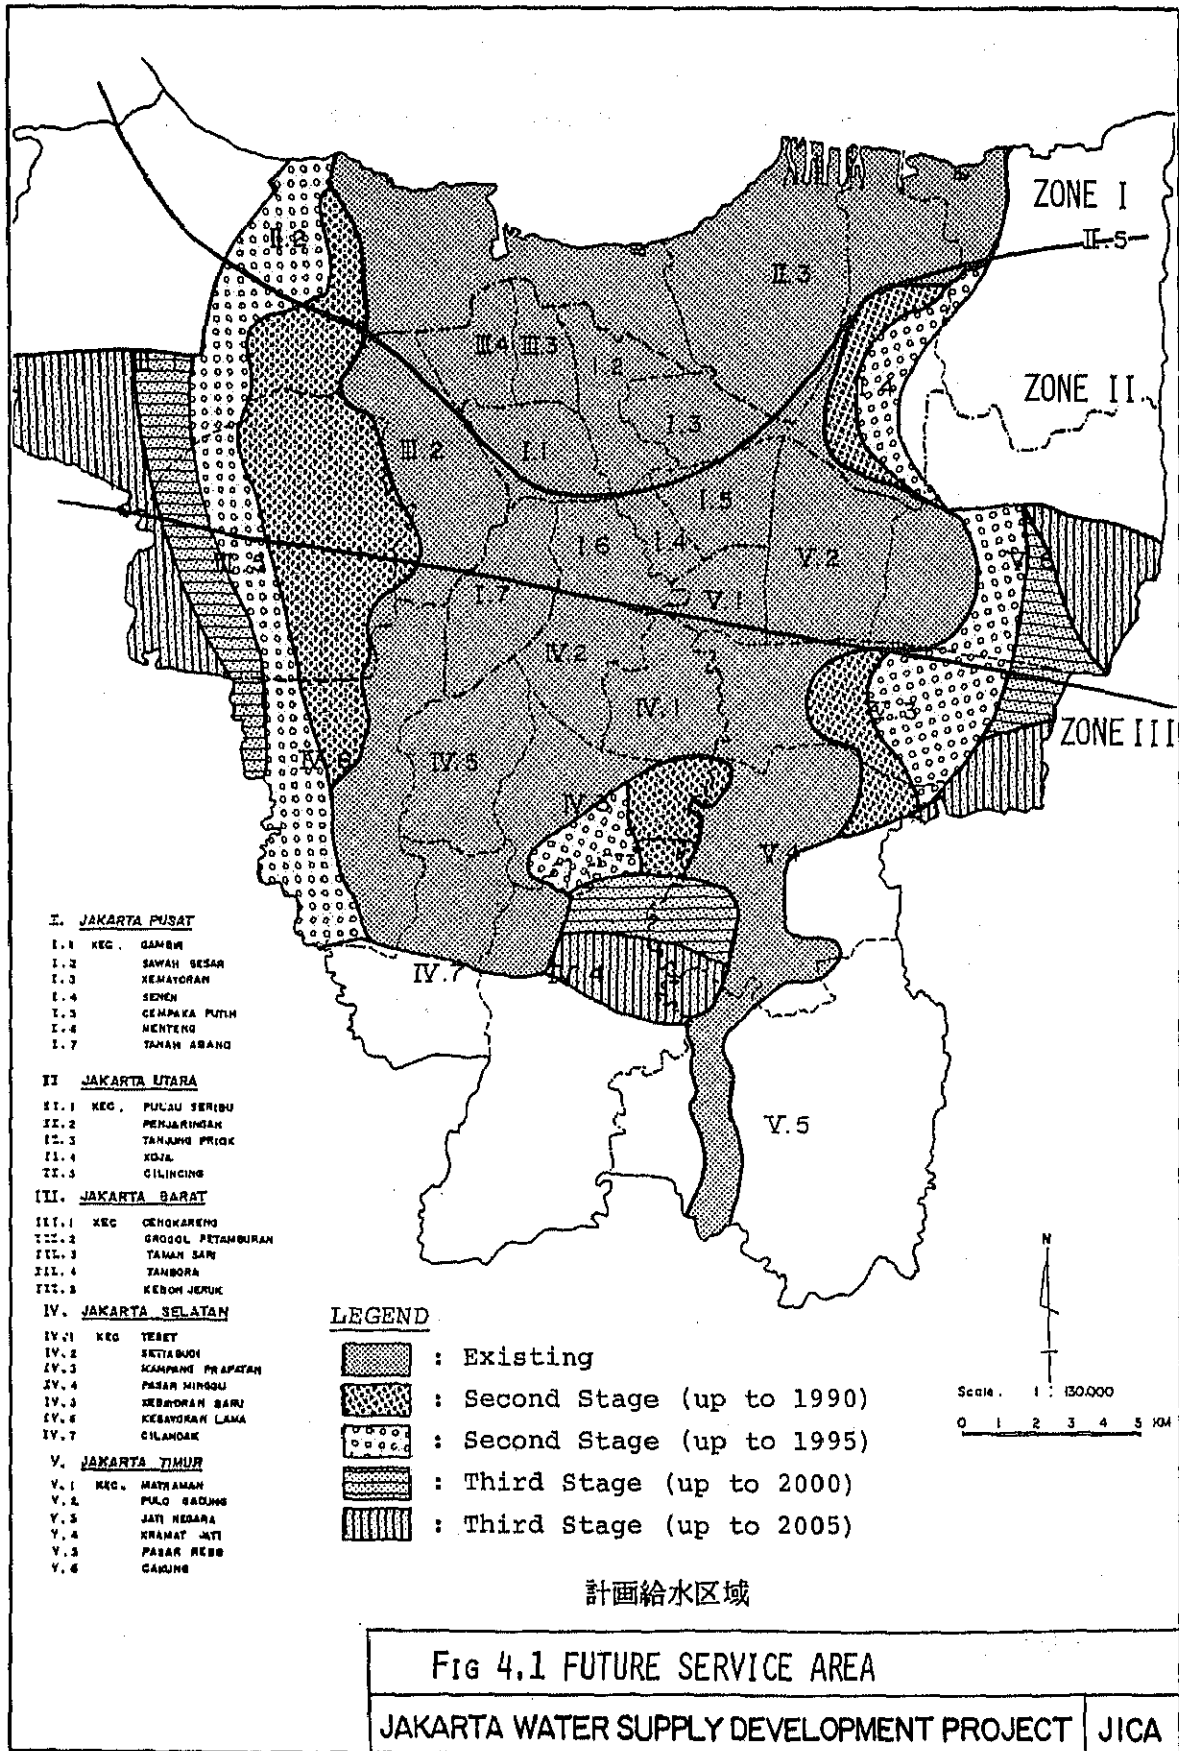 ZONE I
II.5
II.2
II.3
III.4
III.3
I.2
I.4
ZONE II
I.3
III.2
I.1
I.5
I.6
I.4
V.2
I.7
V.1
IV.2
IV.1
V.3
ZONE III
IV.6
IV.5
IV.3
V.4
IV.7
IV.4
V.5
I. JAKARTA PUSAT
I.1 KEC. GAMBIR
I.2 SAWAH BESAR
I.3 KEMAYORAN
I.4 SENEN
I.5 CEMPAKA PUTIH
I.6 MENTENG
I.7 TANAH ABANG
II JAKARTA UTARA
II.1 KEC. PULAU SERIBU
II.2 PENJARINGAN
II.3 TANJUNG PRIOK
II.4 KOJA
II.5 CILINCING
III. JAKARTA BARAT
III.1 KEC CENGKARENG
III.2 GROGOL PETAMBURAN
III.3 TAMAN SARI
III.4 TAMBORA
III.5 KEBON JERUK
IV. JAKARTA SELATAN
IV.1 KEC TEBET
IV.2 SETIABUDI
IV.3 MAMPANG PRAPATAN
IV.4 PASAR MINGGU
IV.5 KEBAYORAN BARU
IV.6 KEBAYORAN LAMA
IV.7 CILANDAK
V. JAKARTA TIMUR
V.1 KEC. MATRAMAN
V.2 PULO GADUNG
V.3 JATI NEGARA
V.4 KRAMAT JATI
V.5 PASAR REBO
V.6 CAKUNG
LEGEND
: Existing
: Second Stage (up to 1990)
: Second Stage (up to 1995)
: Third Stage (up to 2000)
: Third Stage (up to 2005)
N
Scale. 1 : 130.000
0 1 2 3 4 5 KM
計画給水区域
FIG 4.1 FUTURE SERVICE AREA
JAKARTA WATER SUPPLY DEVELOPMENT PROJECT JICA